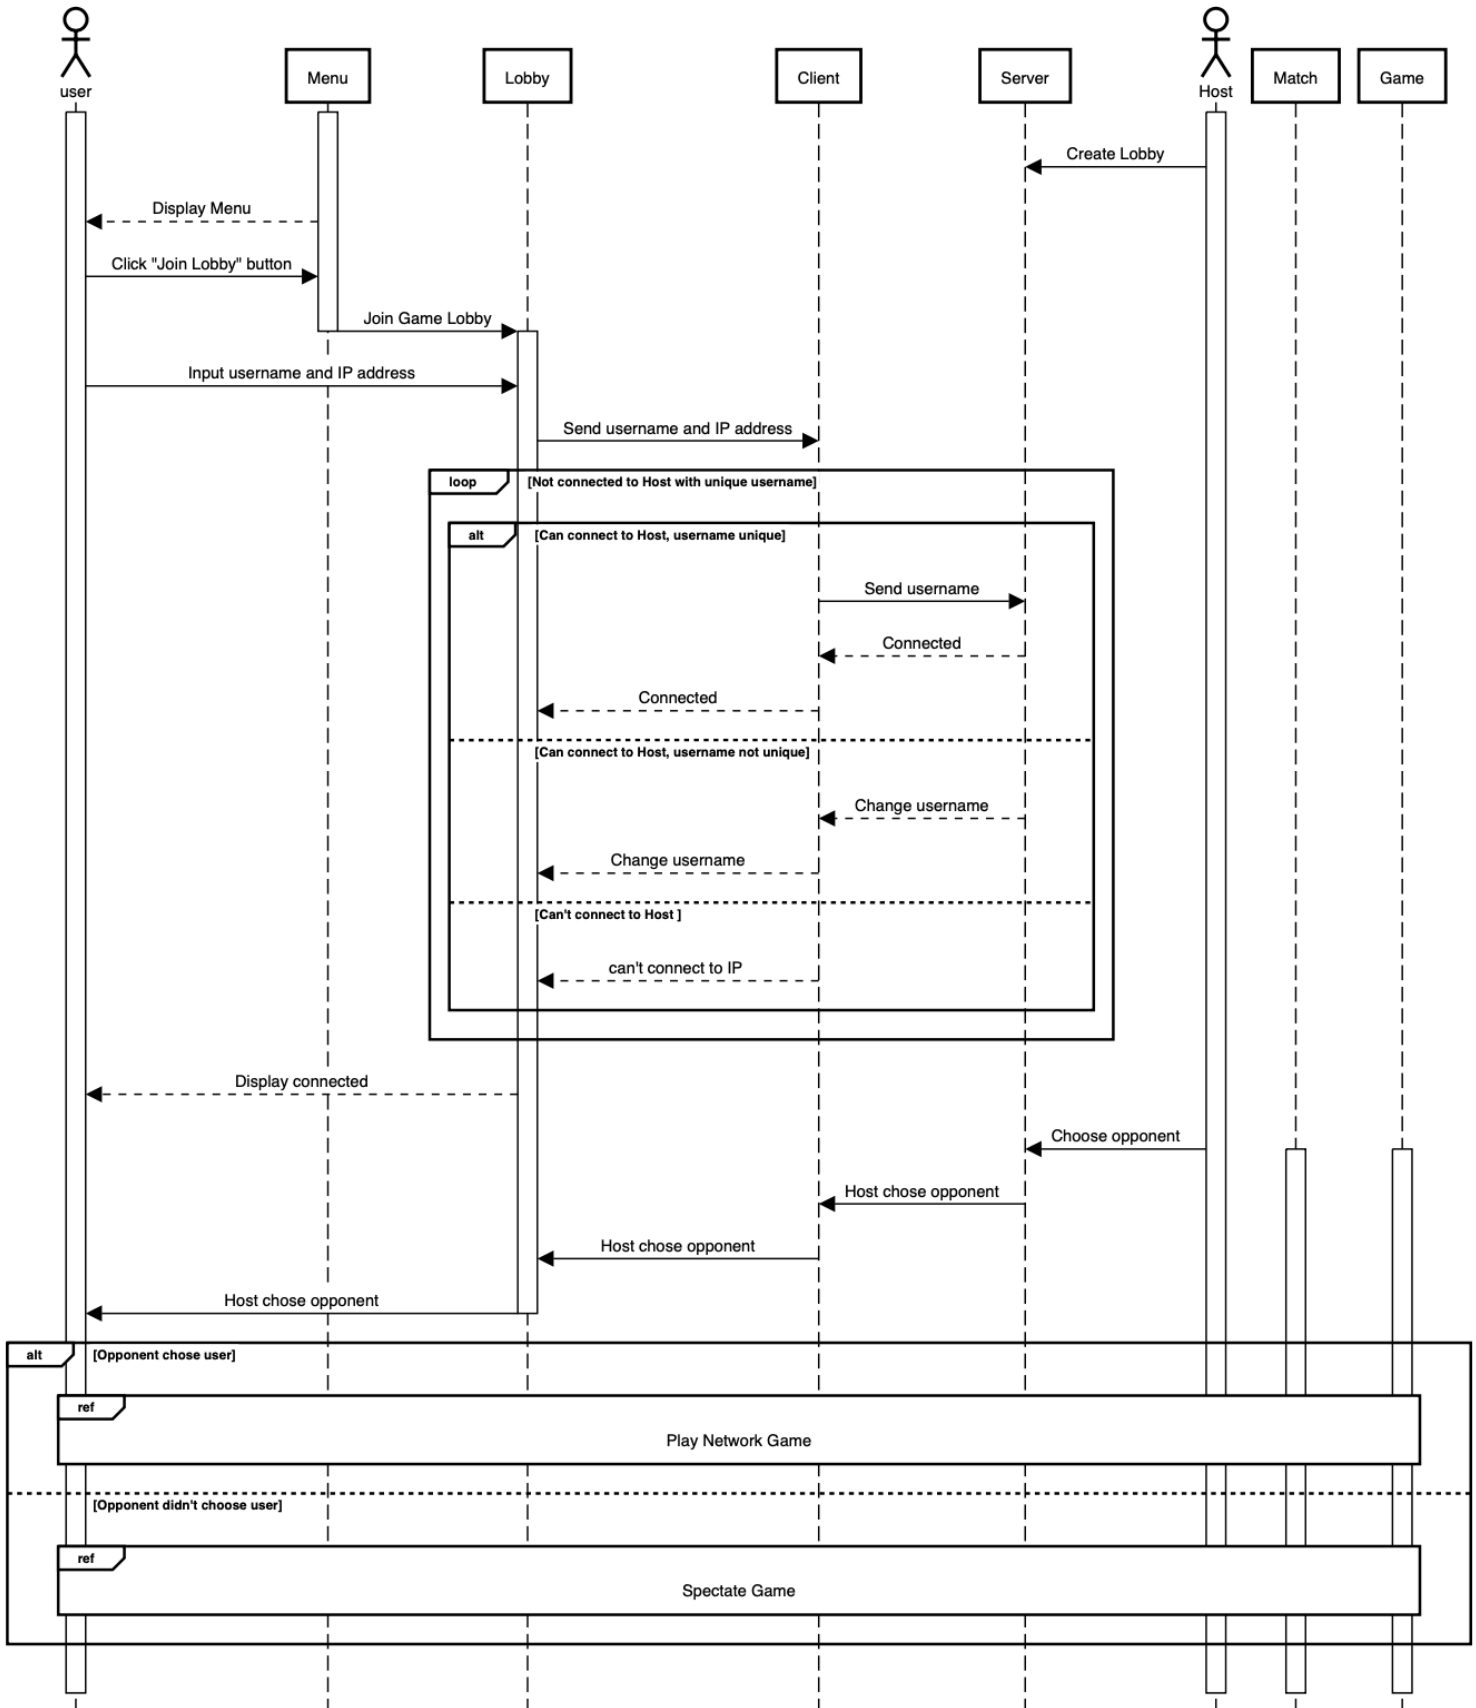 user
Menu
Lobby
Client
Server
Host
Match
Game
Create Lobby
Display Menu
Click "Join Lobby" button
Join Game Lobby
Input username and IP address
Send username and IP address
loop
[Not connected to Host with unique username]
alt
[Can connect to Host, username unique]
Send username
Connected
Connected
[Can connect to Host, username not unique]
Change username
Change username
[Can't connect to Host ]
can't connect to IP
Display connected
Choose opponent
Host chose opponent
Host chose opponent
Host chose opponent
alt
[Opponent chose user]
ref
Play Network Game
[Opponent didn't choose user]
ref
Spectate Game